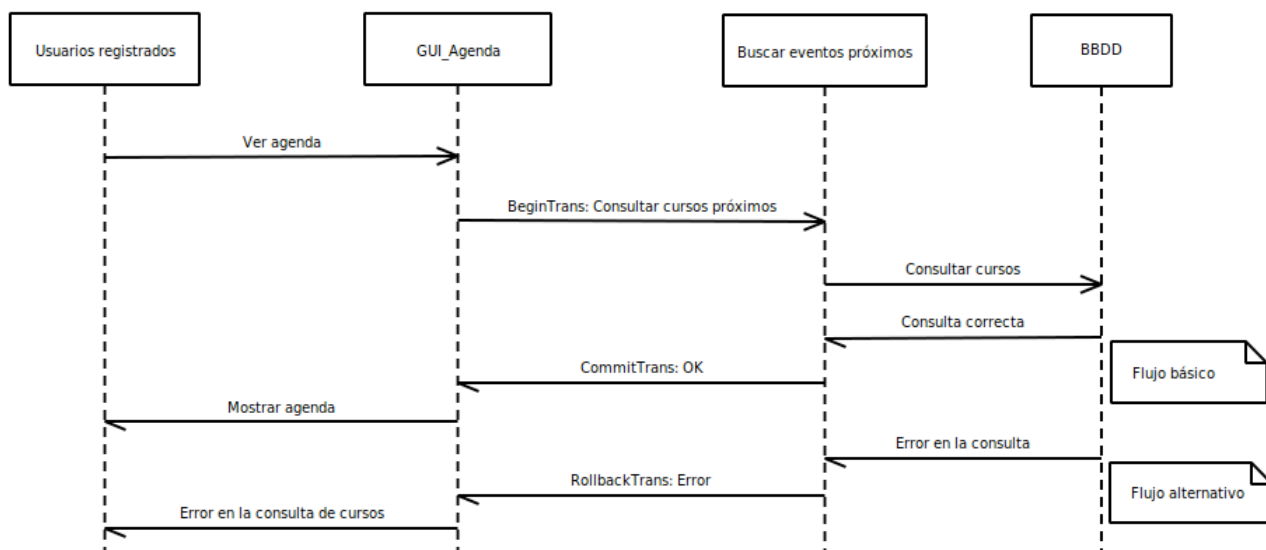 Usuarios registrados
GUI_Agenda
Buscar eventos próximos
BBDD
Ver agenda
BeginTrans: Consultar cursos próximos
Consultar cursos
Consulta correcta
Flujo básico
CommitTrans: OK
Mostrar agenda
Error en la consulta
Flujo alternativo
RollbackTrans: Error
Error en la consulta de cursos